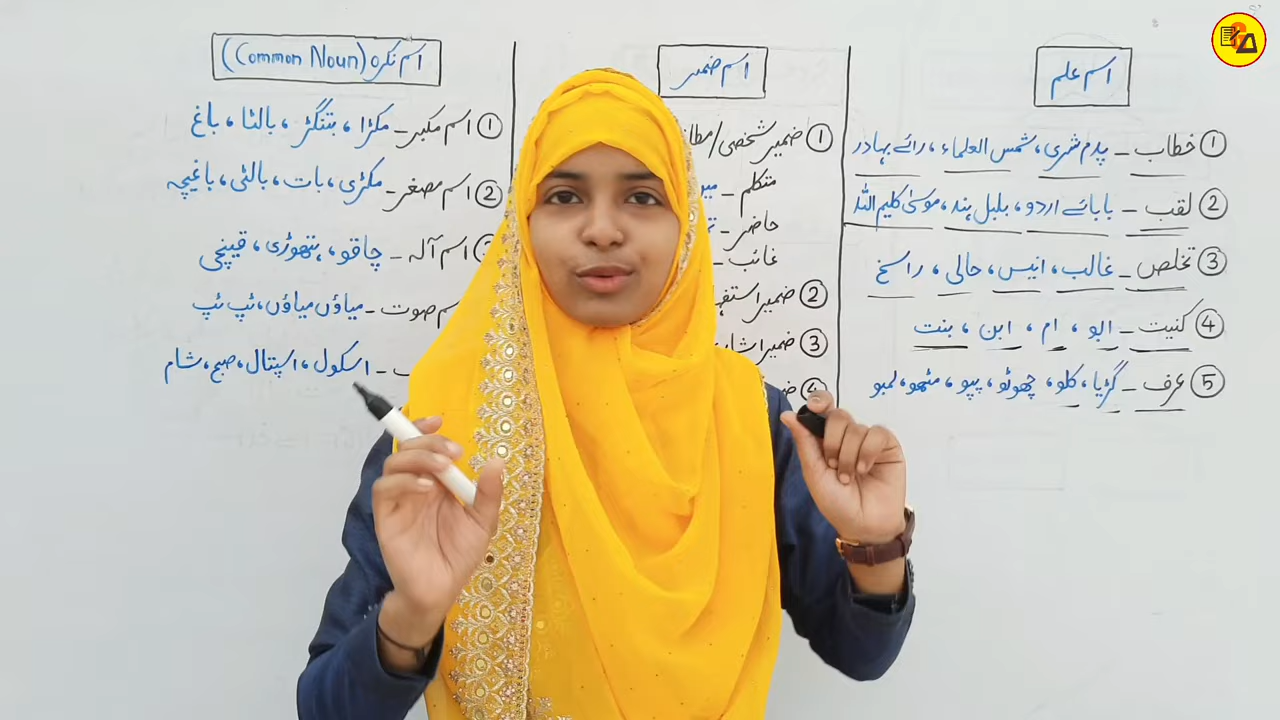 اسم علم
① خطاب ـ پدم شری، شمس العلماء، رائے بہادر
② لقب ـ بابائے اردو، بلبل ہند، موسیٰ کلیم اللہ
③ تخلص ـ غالب، انیس، حالی، راسخ
④ کنیت ـ ابو، ام، ابن، بنت
⑤ عرف ـ گڑیا، کلو، چھوٹو، پپو، مٹھو، لمبو
اسم ضمیر
① ضمیر شخصی/
متکلم ـ
حاضر ـ
غائب ـ
②
③ ضمیر
④
اسم نکرہ (Common Noun)
① اسم مکبر ـ مکڑا، بتنگڑ، بالٹا، باغ
② اسم مصغر ـ مکڑی، بات، بالٹی، باغیچہ
اسم آلہ ـ چاقو، ہتھوڑی، قینچی
صوت ـ میاؤں میاؤں، ٹپ ٹپ
ـ اسکول، اسپتال، صبح، شام